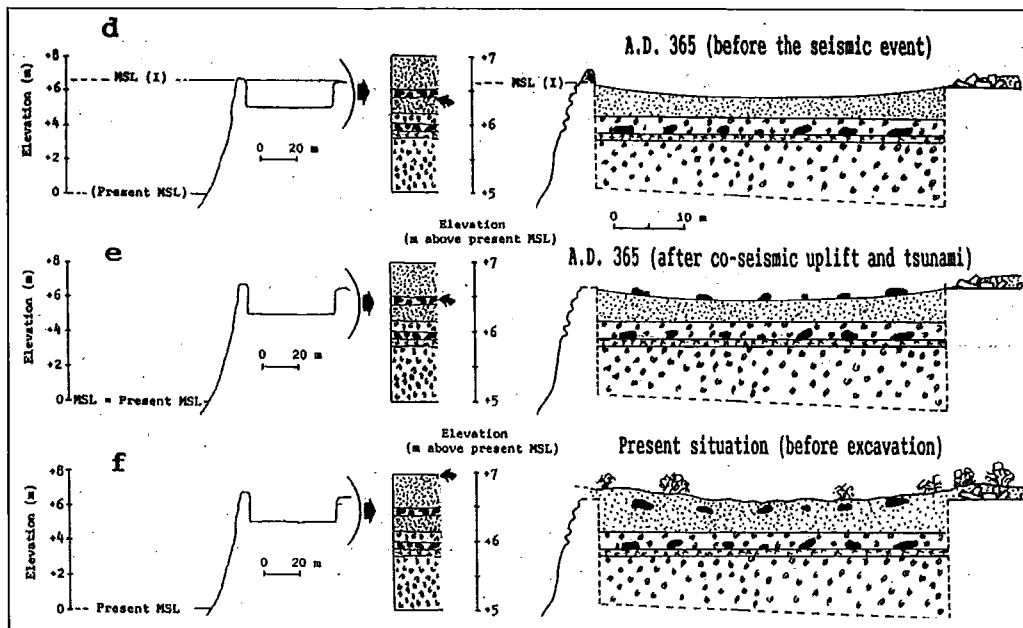 d
A.D. 365 (before the seismic event)
Elevation (m)
+8
+6
+4
+2
0
MSL (I)
(Present MSL)
0 20 m
+7
+6
+5
MSL (I)
0 10 m
Elevation
(m above present MSL)
e
A.D. 365 (after co-seismic uplift and tsunami)
Elevation (m)
+8
+6
+4
+2
0
MSL = Present MSL
0 20 m
+7
+6
+5
Elevation
(m above present MSL)
f
Present situation (before excavation)
Elevation (m)
+8
+6
+4
+2
0
Present MSL
0 20 m
+7
+6
+5